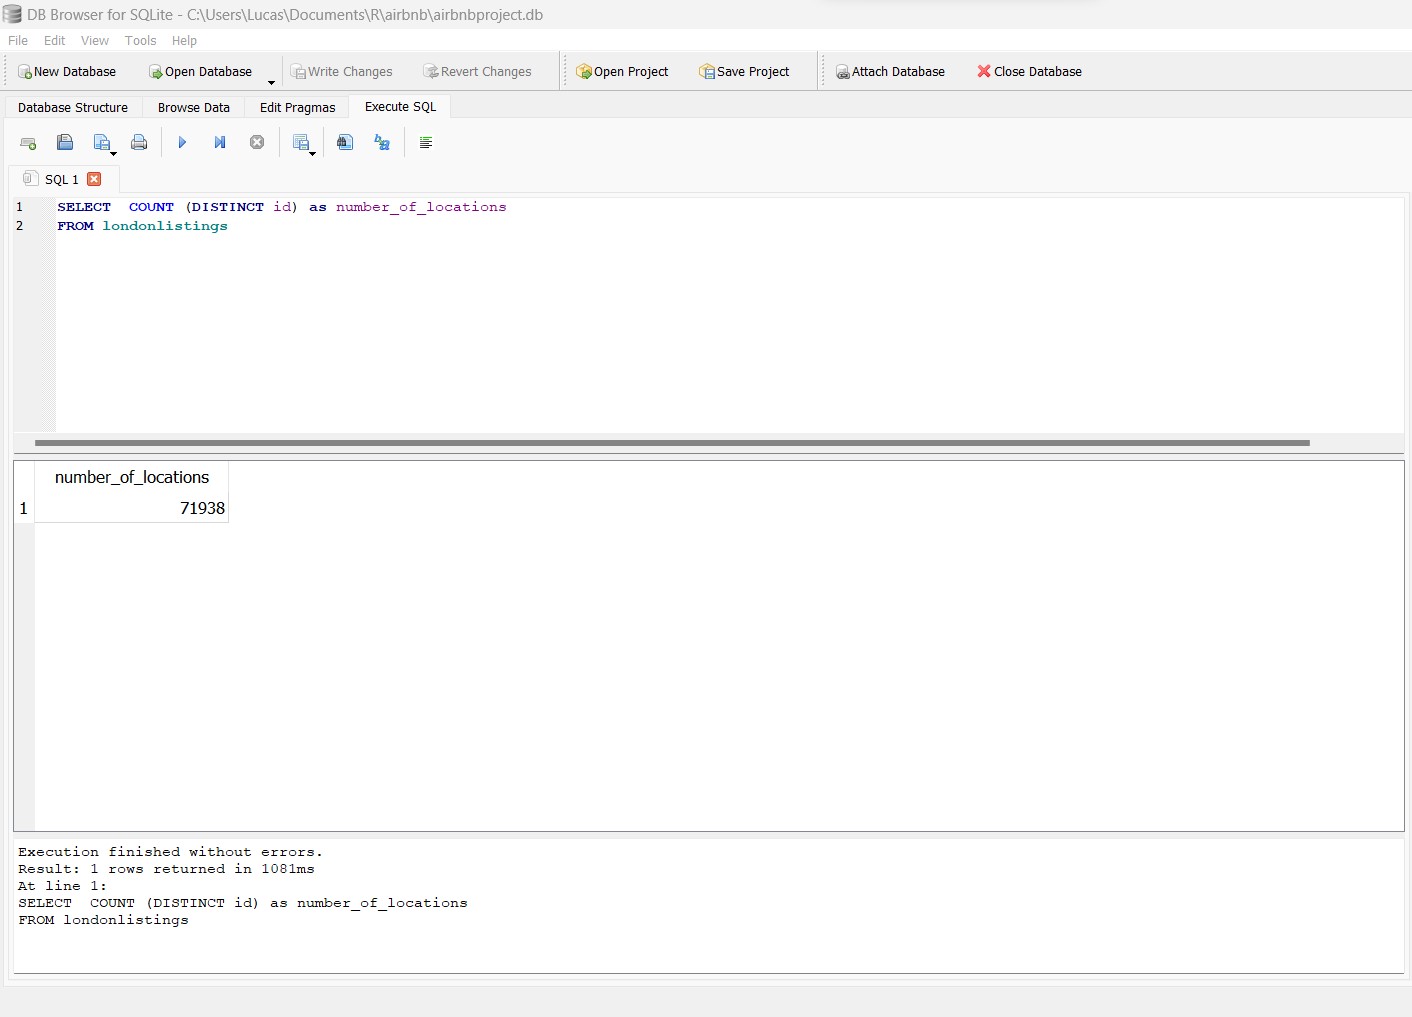 DB Browser for SQLite - C:\Users\Lucas\Documents\R\airbnb\airbnbproject.db
File Edit View Tools Help
New Database Open Database Write Changes Revert Changes Open Project Save Project Attach Database Close Database
Database Structure Browse Data Edit Pragmas Execute SQL
SQL 1
1 SELECT  COUNT (DISTINCT id) as number_of_locations
2 FROM londonlistings
number_of_locations
1 71938
Execution finished without errors.
Result: 1 rows returned in 1081ms
At line 1:
SELECT  COUNT (DISTINCT id) as number_of_locations
FROM londonlistings